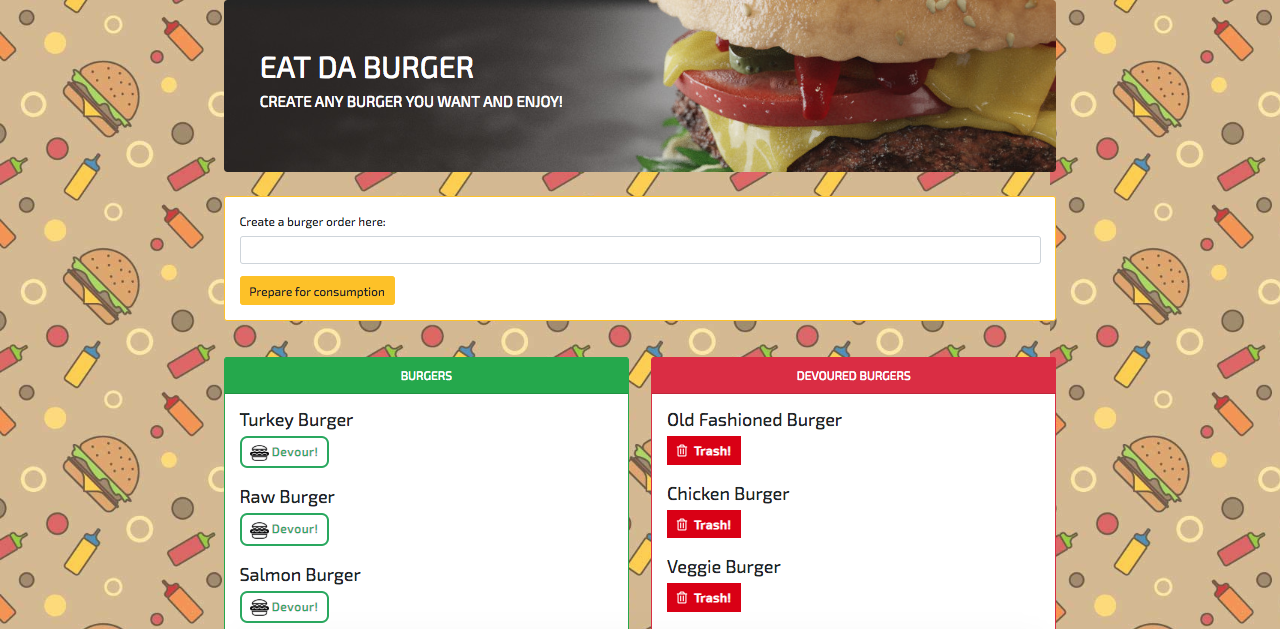 EAT DA BURGER
CREATE ANY BURGER YOU WANT AND ENJOY!
Create a burger order here:
Prepare for consumption
BURGERS
Turkey Burger
Devour!
Raw Burger
Devour!
Salmon Burger
Devour!
DEVOURED BURGERS
Old Fashioned Burger
Trash!
Chicken Burger
Trash!
Veggie Burger
Trash!